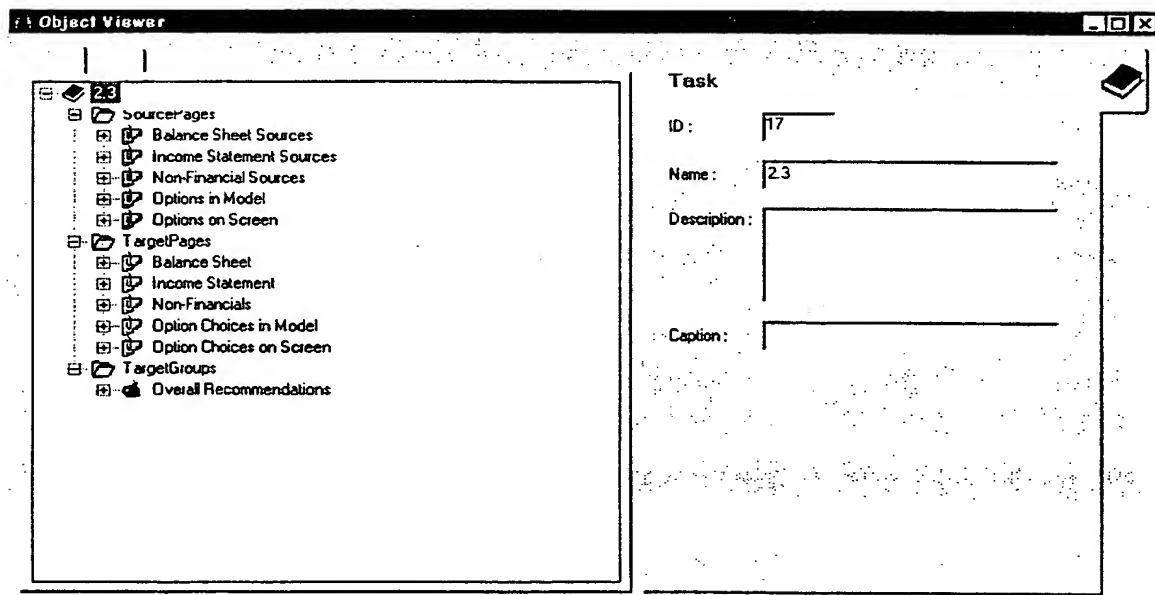 Object Viewer
2.3
SourcePages
Balance Sheet Sources
Income Statement Sources
Non-Financial Sources
Options in Model
Options on Screen
TargetPages
Balance Sheet
Income Statement
Non-Financials
Option Choices in Model
Option Choices on Screen
TargetGroups
Overall Recommendations
Task
ID : 17
Name : 2.3
Description :
Caption :